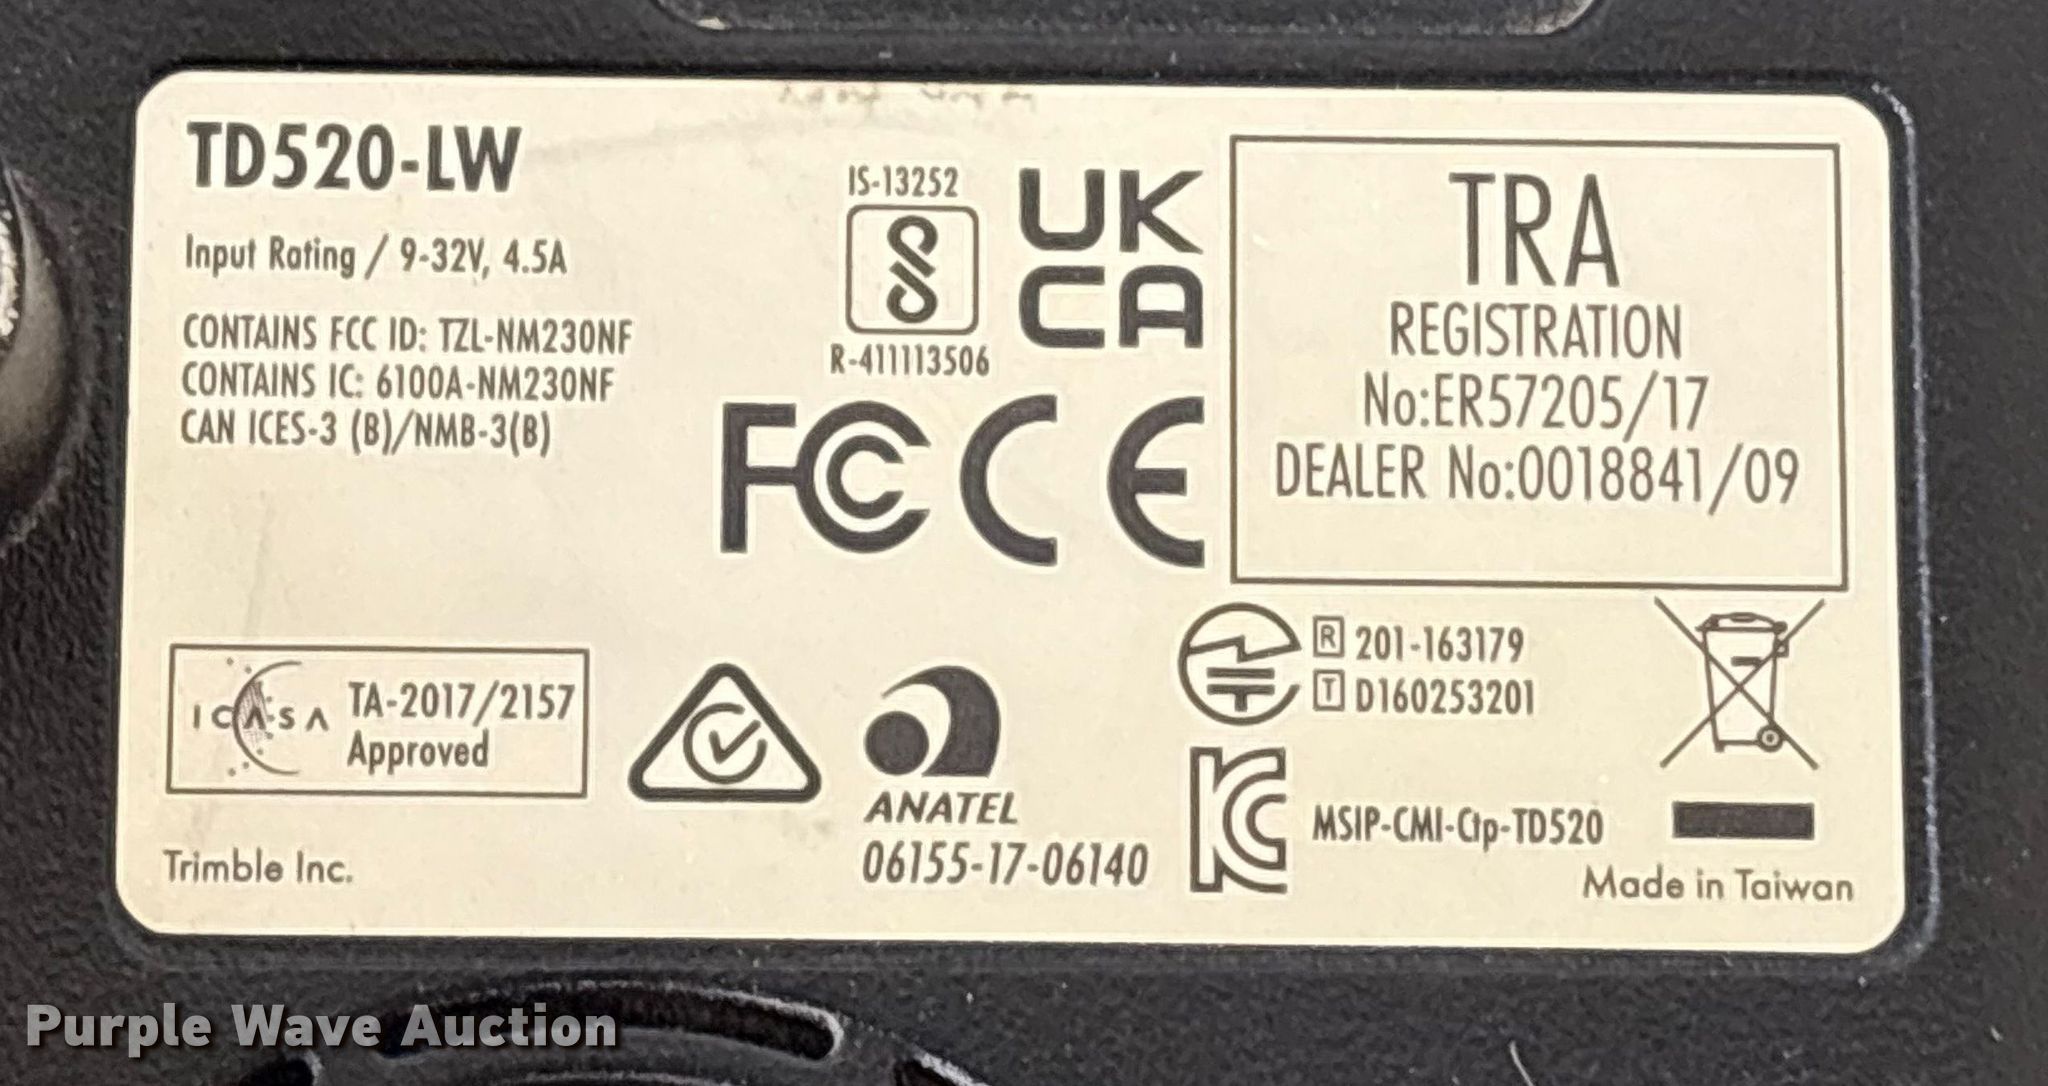 TD520-LW
Input Rating / 9-32V, 4.5A
CONTAINS FCC ID: TZL-NM230NF
CONTAINS IC: 6100A-NM230NF
CAN ICES-3 (B)/NMB-3(B)
IS-13252
R-411113506
UK
CA
FC CE
TRA
REGISTRATION
No:ER57205/17
DEALER No:0018841/09
ICASA
TA-2017/2157
Approved
Trimble Inc.
ANATEL
06155-17-06140
R 201-163179
T D160253201
KC
MSIP-CMI-Ctp-TD520
Made in Taiwan
Purple Wave Auction